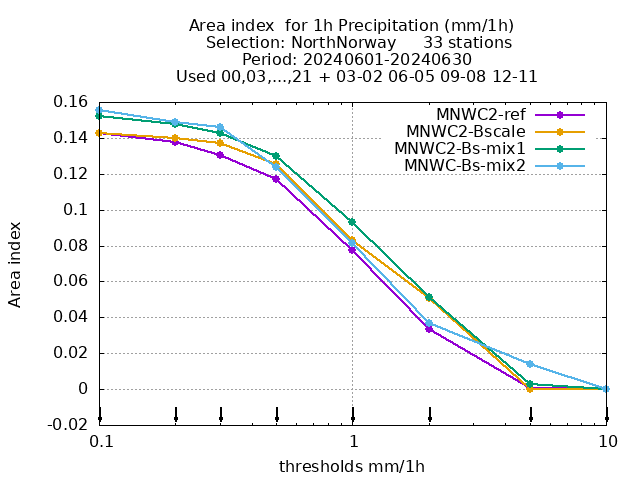 Area index  for 1h Precipitation (mm/1h)
Selection: NorthNorway     33 stations
Period: 20240601-20240630
Used 00,03,...,21 + 03-02 06-05 09-08 12-11
MNWC2-ref
MNWC2-Bscale
MNWC2-Bs-mix1
MNWC-Bs-mix2
0.16
0.14
0.12
0.1
0.08
0.06
0.04
0.02
0
-0.02
Area index
0.1 1 10
thresholds mm/1h